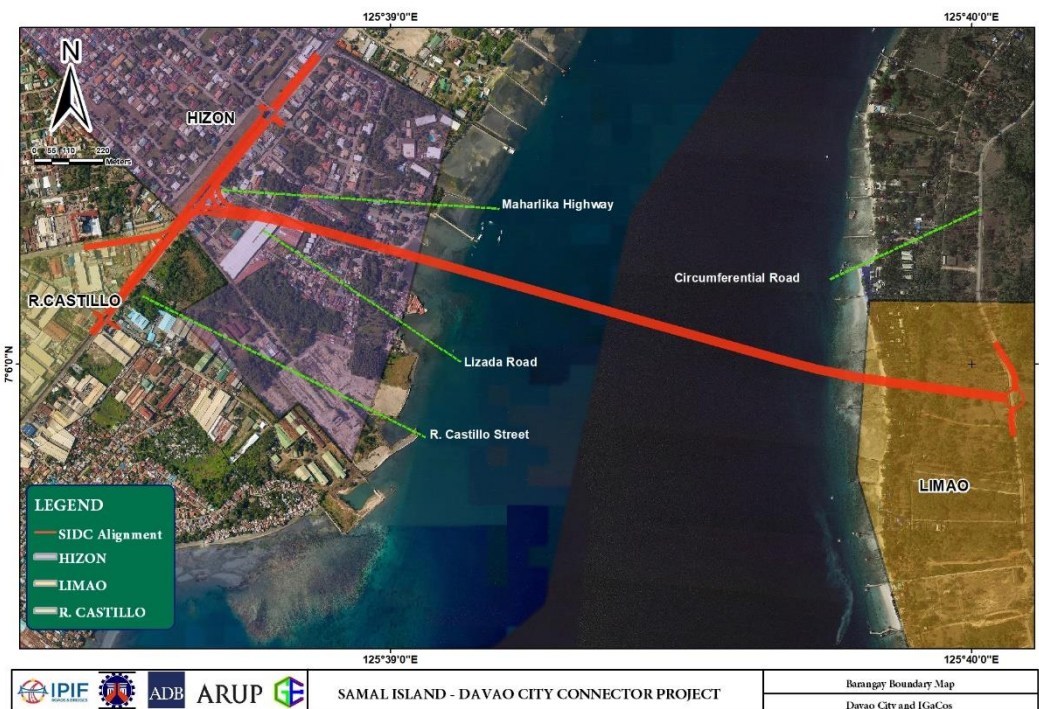 125°39'0"E
125°40'0"E
N
0 55 110 220
Meters
HIZON
Maharlika Highway
Circumferential Road
R.CASTILLO
7°6'0"N
Lizada Road
R. Castillo Street
LIMAO
LEGEND
SIDC Alignment
HIZON
LIMAO
R. CASTILLO
125°39'0"E
125°40'0"E
IPIF
ADB
ARUP
GE
SAMAL ISLAND - DAVAO CITY CONNECTOR PROJECT
Barangay Boundary Map
Davao City and IGaCos